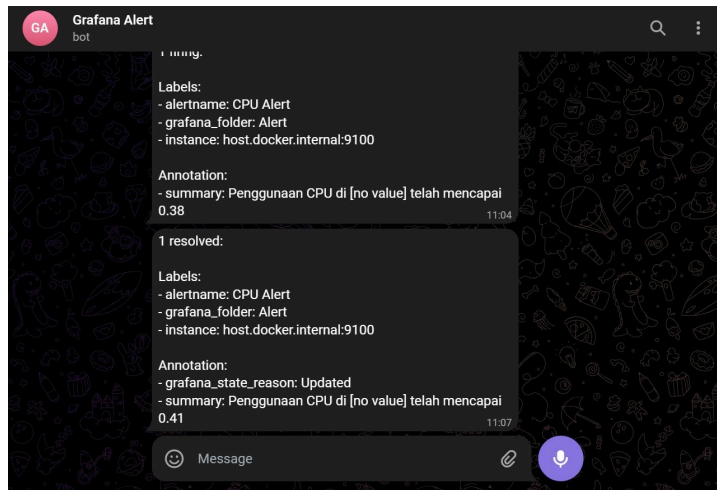 GA
Grafana Alert
bot
1 firing:
Labels:
- alertname: CPU Alert
- grafana_folder: Alert
- instance: host.docker.internal:9100
Annotation:
- summary: Penggunaan CPU di [no value] telah mencapai
0.38
11:04
1 resolved:
Labels:
- alertname: CPU Alert
- grafana_folder: Alert
- instance: host.docker.internal:9100
Annotation:
- grafana_state_reason: Updated
- summary: Penggunaan CPU di [no value] telah mencapai
0.41
11:07
Message